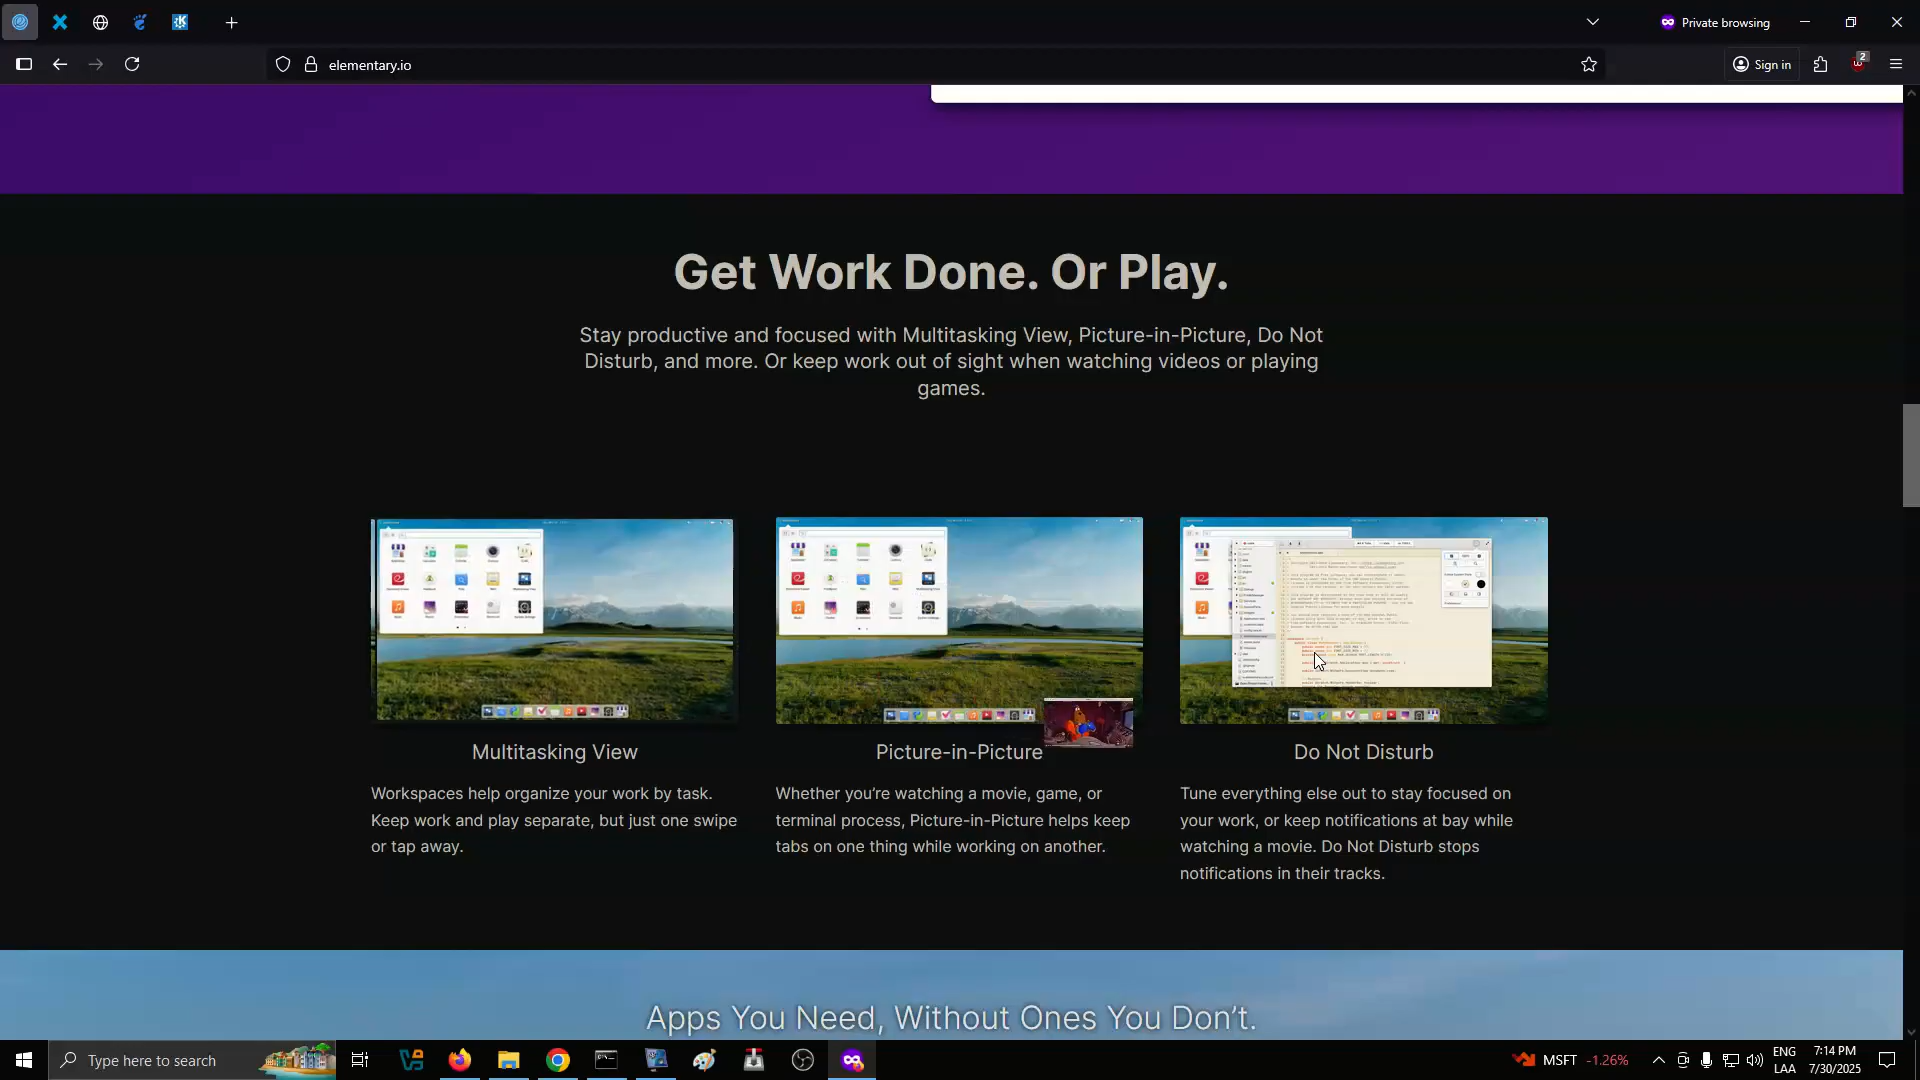 Private browsing
elementary.io
Sign in
2
Get Work Done. Or Play.
Stay productive and focused with Multitasking View, Picture-in-Picture, Do Not
Disturb, and more. Or keep work out of sight when watching videos or playing
games.
Multitasking View
Picture-in-Picture
Do Not Disturb
Workspaces help organize your work by task.
Keep work and play separate, but just one swipe
or tap away.
Whether you’re watching a movie, game, or
terminal process, Picture-in-Picture helps keep
tabs on one thing while working on another.
Tune everything else out to stay focused on
your work, or keep notifications at bay while
watching a movie. Do Not Disturb stops
notifications in their tracks.
Apps You Need, Without Ones You Don’t.
Type here to search
MSFT -1.26%
ENG
LAA
7:14 PM
7/30/2025